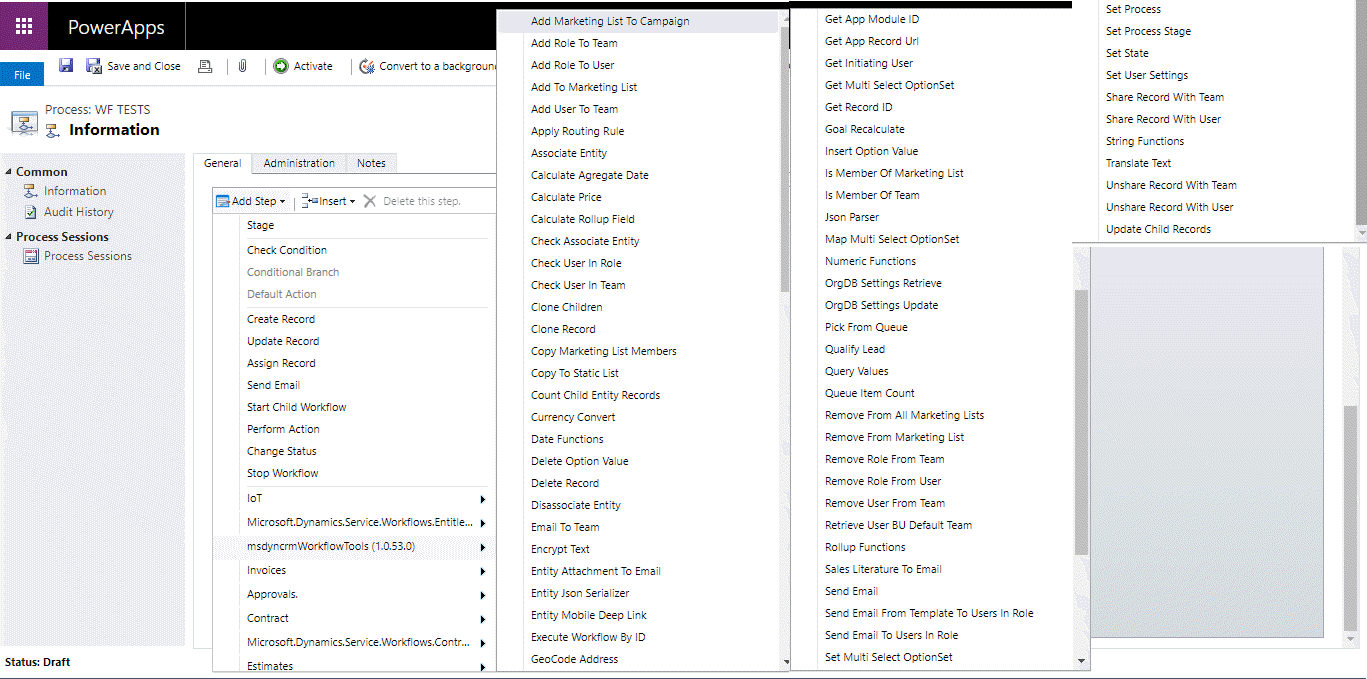 PowerApps
File
Save and Close
Activate
Convert to a background
Process: WF TESTS
Information
Common
Information
Audit History
Process Sessions
Process Sessions
General
Administration
Notes
Add Step
Insert
Delete this step.
Stage
Check Condition
Conditional Branch
Default Action
Create Record
Update Record
Assign Record
Send Email
Start Child Workflow
Perform Action
Change Status
Stop Workflow
IoT
Microsoft.Dynamics.Service.Workflows.Entitle...
msdyncrmWorkflowTools (1.0.53.0)
Invoices
Approvals.
Contract
Microsoft.Dynamics.Service.Workflows.Contr...
Estimates
Status: Draft
Add Marketing List To Campaign
Add Role To Team
Add Role To User
Add To Marketing List
Add User To Team
Apply Routing Rule
Associate Entity
Calculate Agregate Date
Calculate Price
Calculate Rollup Field
Check Associate Entity
Check User In Role
Check User In Team
Clone Children
Clone Record
Copy Marketing List Members
Copy To Static List
Count Child Entity Records
Currency Convert
Date Functions
Delete Option Value
Delete Record
Disassociate Entity
Email To Team
Encrypt Text
Entity Attachment To Email
Entity Json Serializer
Entity Mobile Deep Link
Execute Workflow By ID
GeoCode Address
Get App Module ID
Get App Record Url
Get Initiating User
Get Multi Select OptionSet
Get Record ID
Goal Recalculate
Insert Option Value
Is Member Of Marketing List
Is Member Of Team
Json Parser
Map Multi Select OptionSet
Numeric Functions
OrgDB Settings Retrieve
OrgDB Settings Update
Pick From Queue
Qualify Lead
Query Values
Queue Item Count
Remove From All Marketing Lists
Remove From Marketing List
Remove Role From Team
Remove Role From User
Remove User From Team
Retrieve User BU Default Team
Rollup Functions
Sales Literature To Email
Send Email
Send Email From Template To Users In Role
Send Email To Users In Role
Set Multi Select OptionSet
Set Process
Set Process Stage
Set State
Set User Settings
Share Record With Team
Share Record With User
String Functions
Translate Text
Unshare Record With Team
Unshare Record With User
Update Child Records